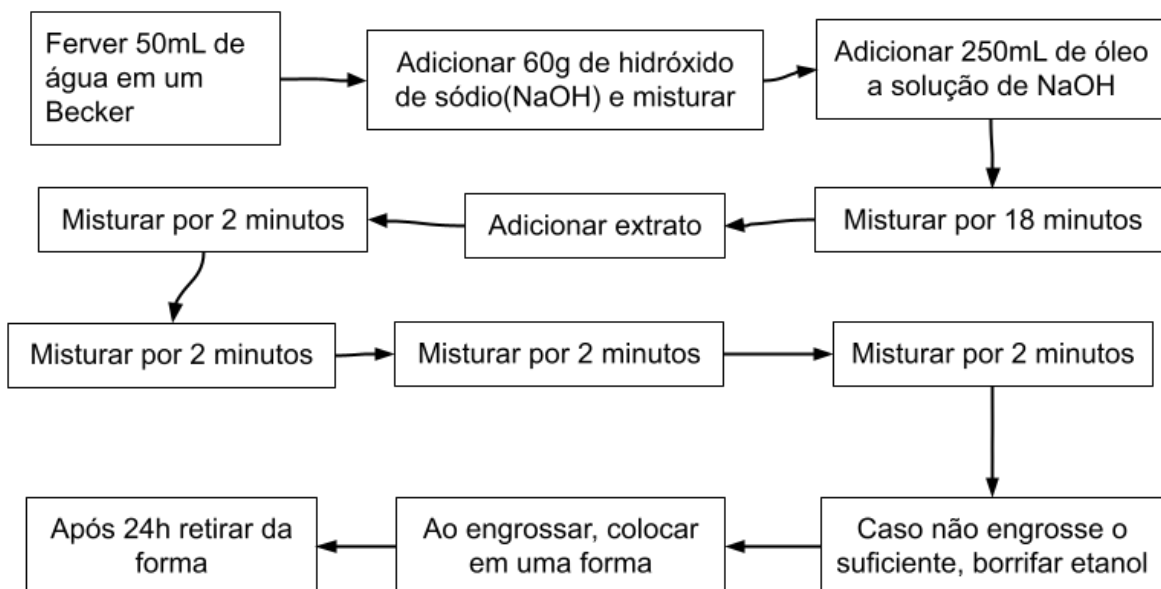 Ferver 50mL de
água em um
Becker
Adicionar 60g de hidróxido
de sódio(NaOH) e misturar
Adicionar 250mL de óleo
a solução de NaOH
Misturar por 18 minutos
Adicionar extrato
Misturar por 2 minutos
Misturar por 2 minutos
Misturar por 2 minutos
Misturar por 2 minutos
Caso não engrosse o
suficiente, borrifar etanol
Ao engrossar, colocar
em uma forma
Após 24h retirar da
forma